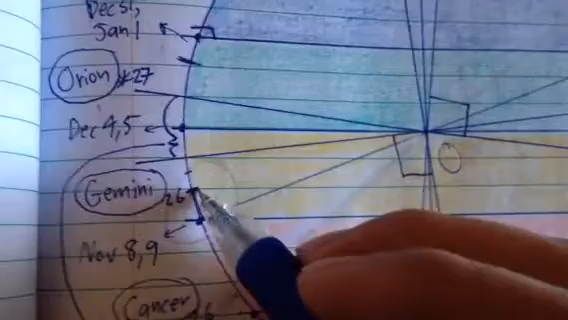 Dec 31,
Jan 1
Orion *27
Dec 4,5
Gemini 26
Nov 8,9
Cancer
O